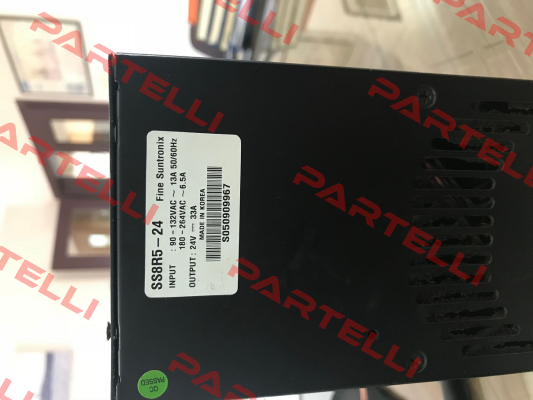 SS8R5-24 Fine Suntronix
INPUT : 90-132VAC ~ 13A 50/60Hz
180-264VAC ~ 6.5A
OUTPUT : 24V ⎓ 33A
MADE IN KOREA
S050909967
QC
PASSED
PARTELLI
PARTELLI
PARTELLI
PARTELLI
PARTELLI
PARTELLI